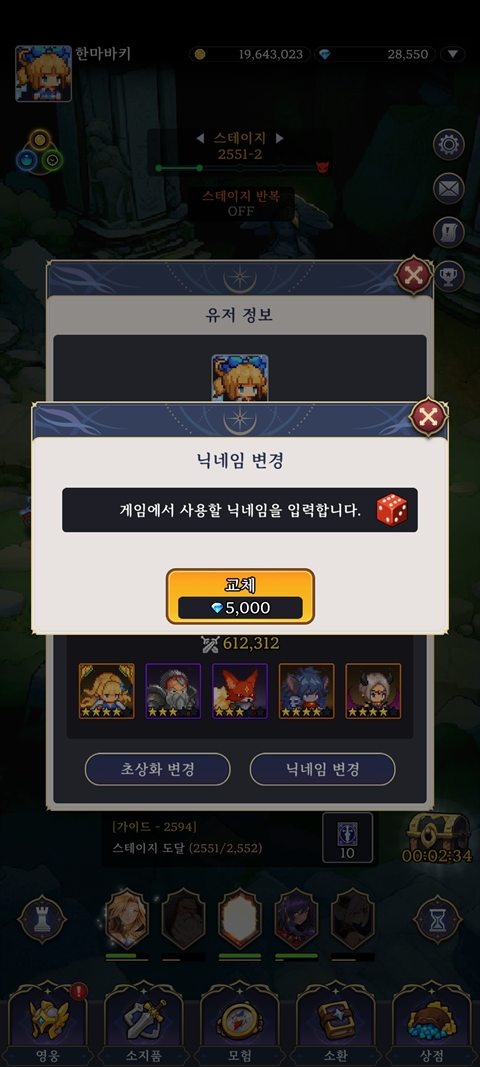 한마바키
19,643,023
28,550
스테이지
2551-2
스테이지 반복
OFF
유저 정보
닉네임 변경
게임에서 사용할 닉네임을 입력합니다.
교체
5,000
612,312
초상화 변경
닉네임 변경
[가이드 - 2594]
스테이지 도달 (2551/2,552)
10
00:02:34
영웅
소지품
모험
소환
상점